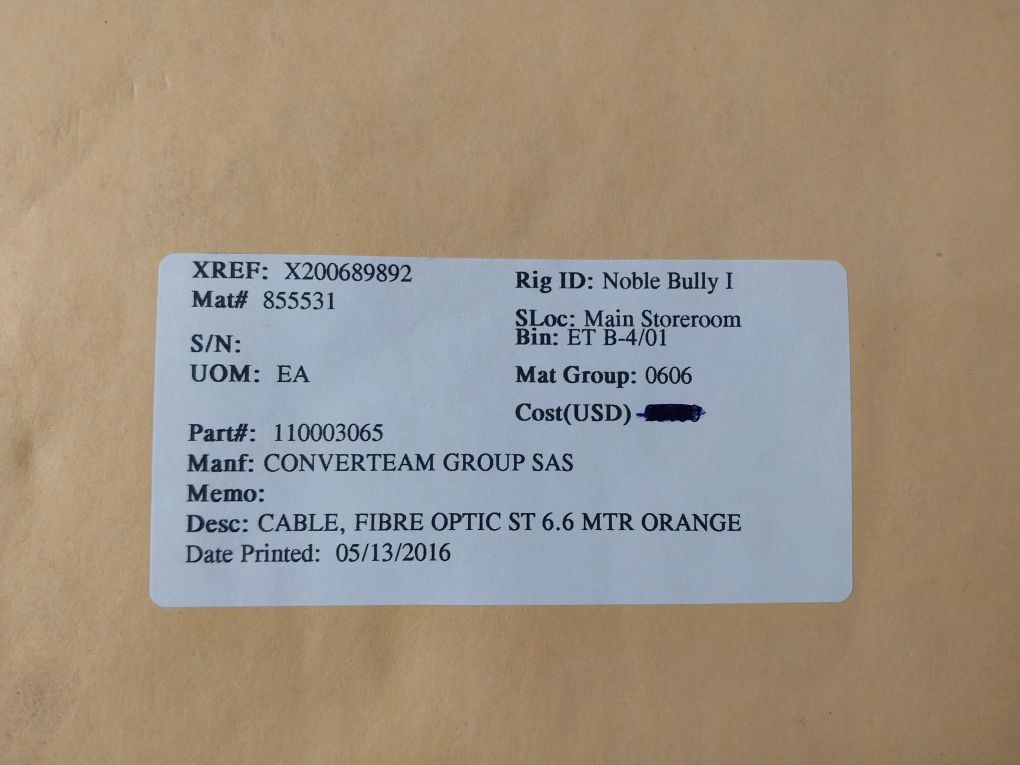 XREF: X200689892
Mat# 855531
S/N:
UOM: EA
Rig ID: Noble Bully I
SLoc: Main Storeroom
Bin: ET B-4/01
Mat Group: 0606
Cost(USD)
Part#: 110003065
Manf: CONVERTEAM GROUP SAS
Memo:
Desc: CABLE, FIBRE OPTIC ST 6.6 MTR ORANGE
Date Printed: 05/13/2016